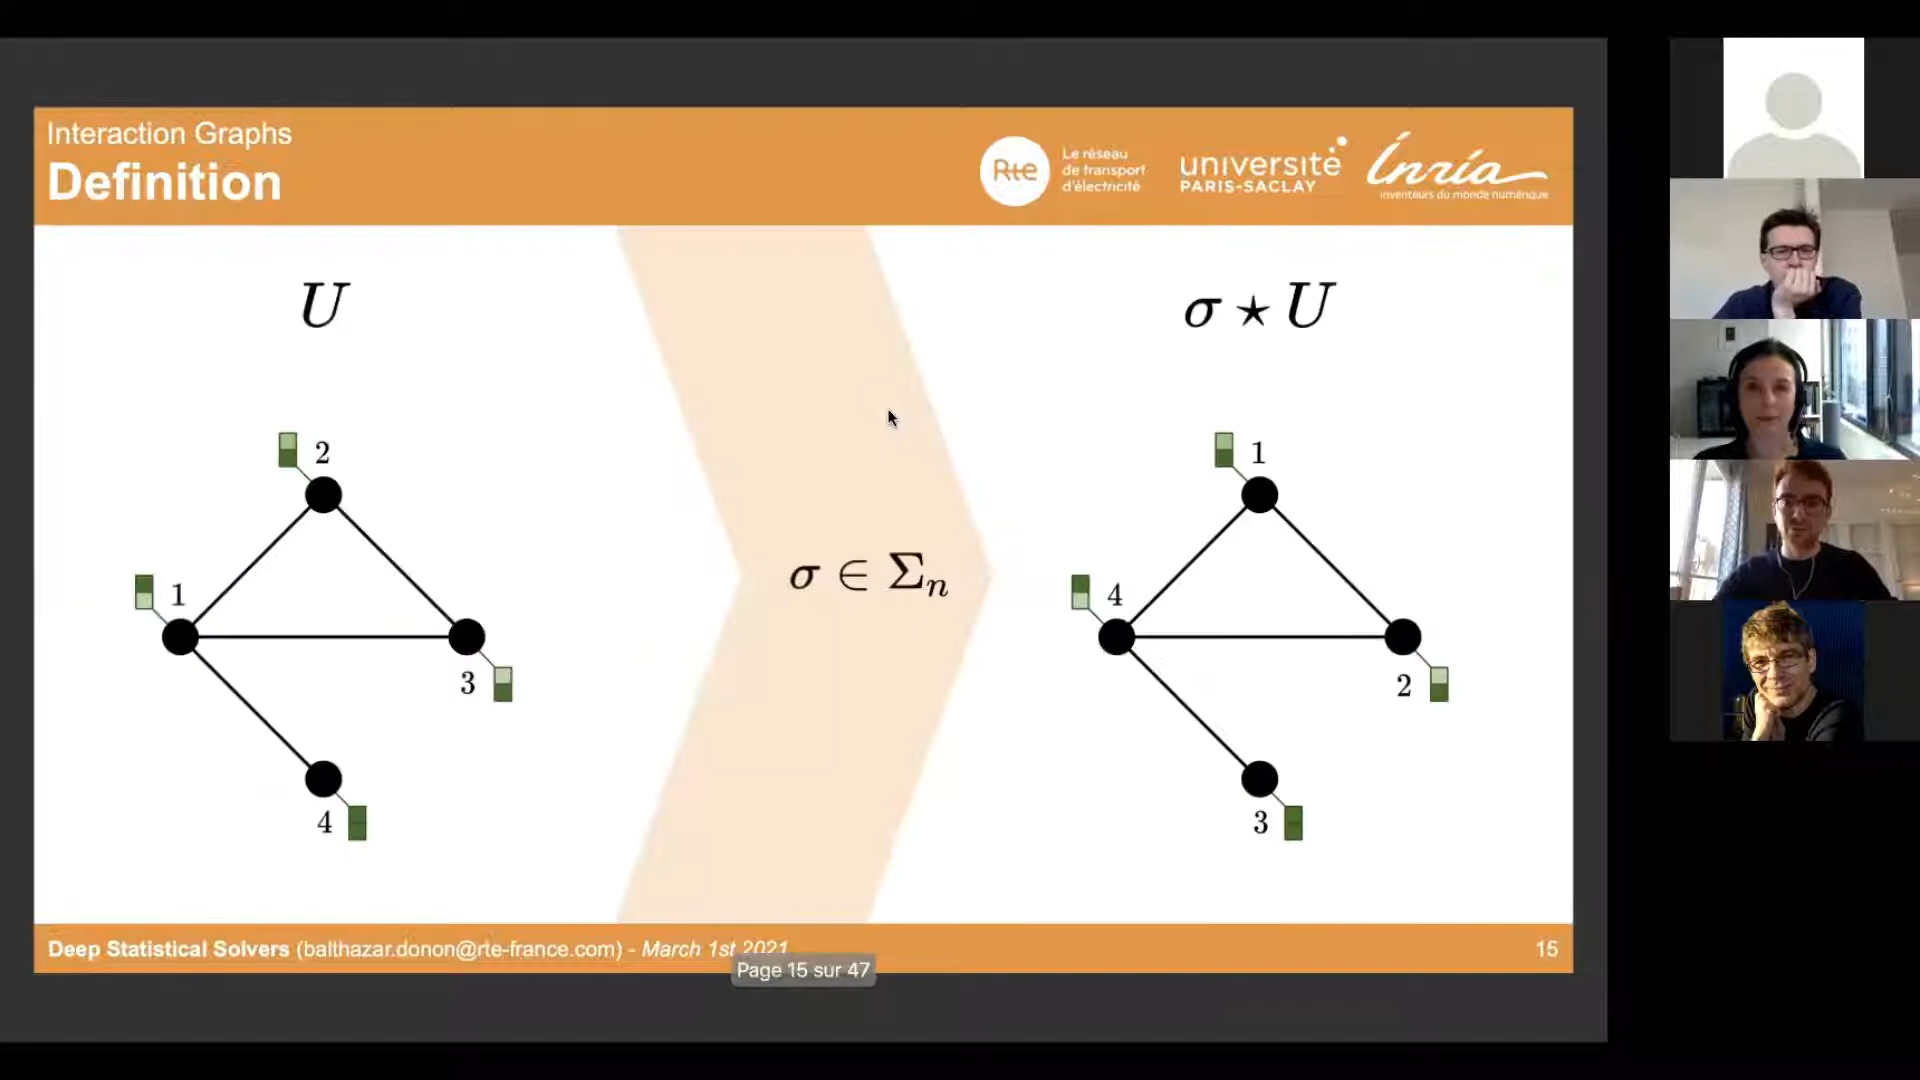 Interaction Graphs
Definition
Rte
Le réseau
de transport
d'électricité
université
PARIS-SACLAY
Inria
inventeurs du monde numérique
U
σ ⋆ U
2
1
3
4
σ ∈ Σn
1
4
2
3
Deep Statistical Solvers (balthazar.donon@rte-france.com) - March 1st 2021
15
Page 15 sur 47